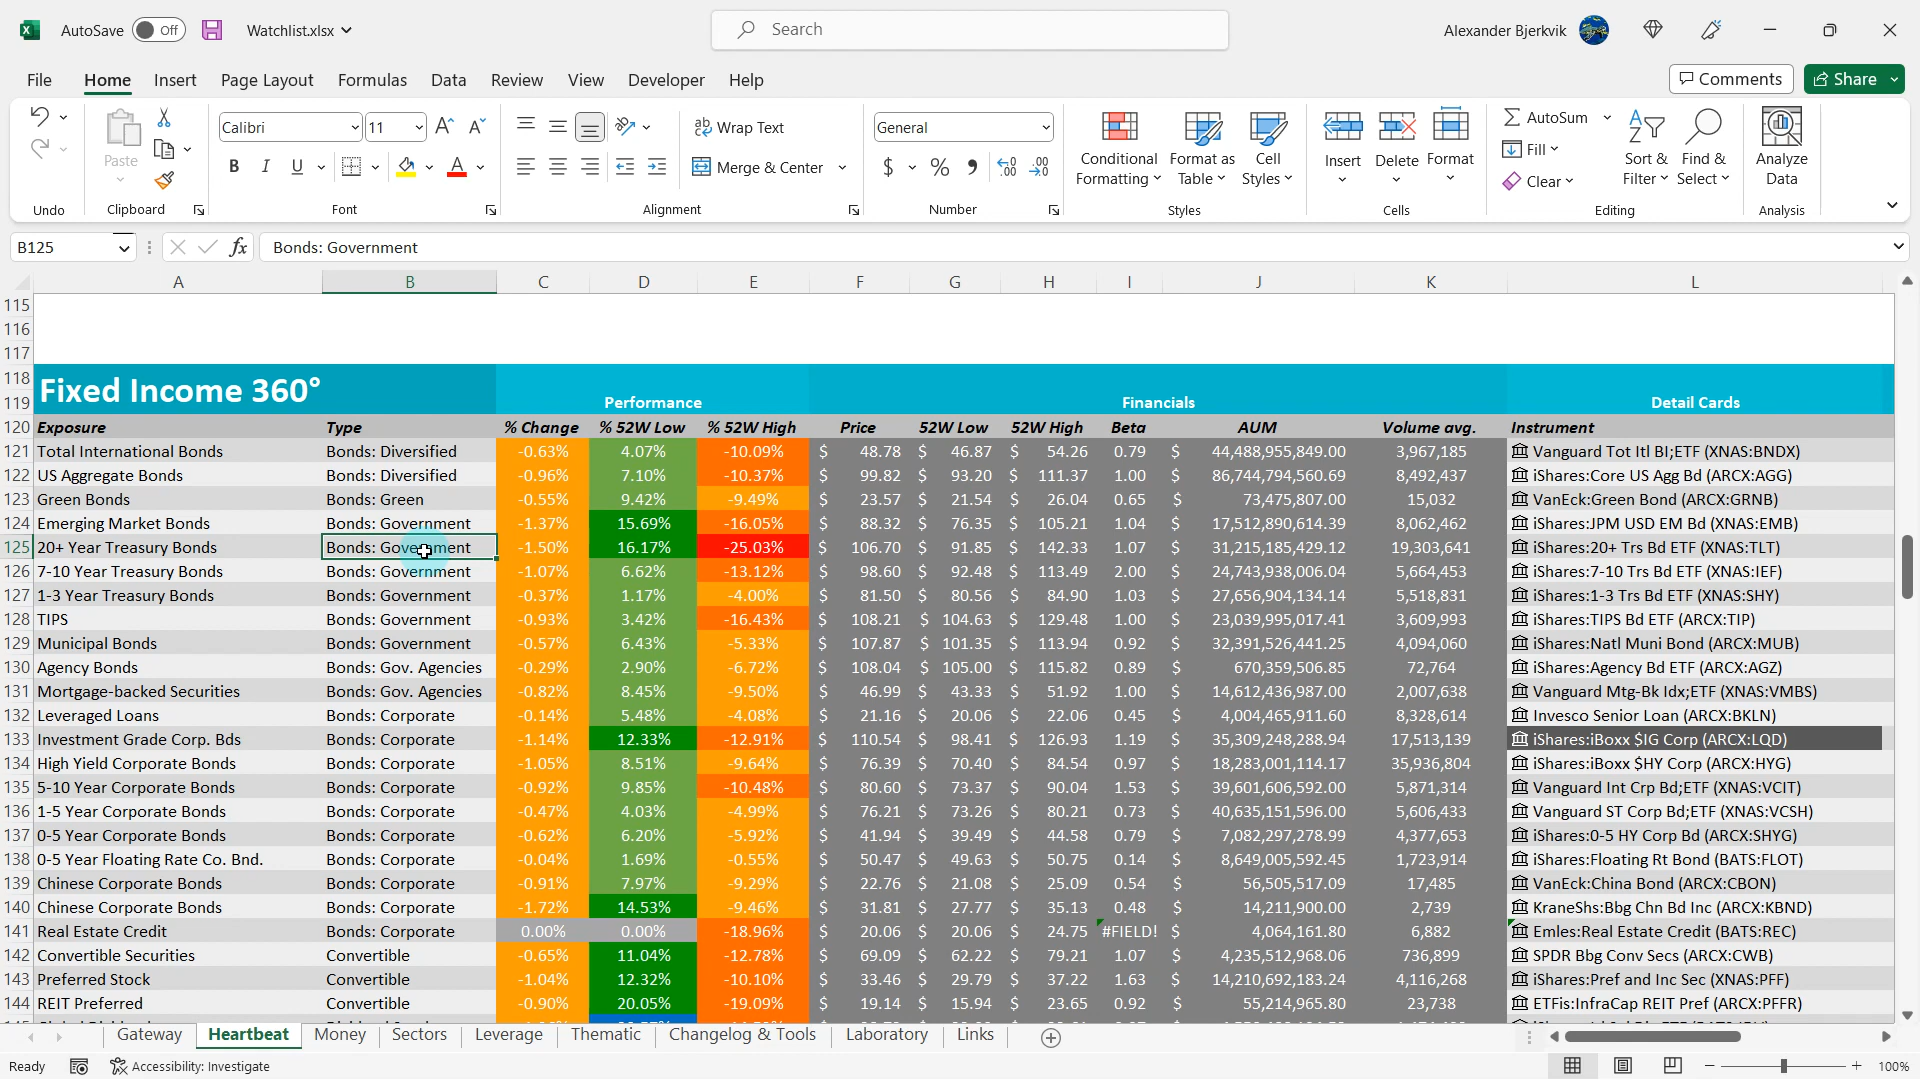 AutoSave Off Watchlist.xlsx Search Alexander Bjerkvik
File Home Insert Page Layout Formulas Data Review View Developer Help Comments Share
Paste Calibri 11 Wrap Text General Conditional Formatting Format as Table Cell Styles Insert Delete Format AutoSum Sort & Filter Find & Select Analyze Data
B I U A Merge & Center $ % Fill
Clear
Undo Clipboard Font Alignment Number Styles Cells Editing Analysis
B125 fx Bonds: Government
A B C D E F G H I J K L
115
116
117
118 Fixed Income 360°
119 Performance Financials Detail Cards
120 Exposure Type % Change % 52W Low % 52W High Price 52W Low 52W High Beta AUM Volume avg. Instrument
121 Total International Bonds Bonds: Diversified -0.63% 4.07% -10.09% $ 48.78 $ 46.87 $ 54.26 0.79 $ 44,488,955,849.00 3,967,185 Vanguard Tot Itl BI;ETF (XNAS:BNDX)
122 US Aggregate Bonds Bonds: Diversified -0.96% 7.10% -10.37% $ 99.82 $ 93.20 $ 111.37 1.00 $ 86,744,794,560.69 8,492,437 iShares:Core US Agg Bd (ARCX:AGG)
123 Green Bonds Bonds: Green -0.55% 9.42% -9.49% $ 23.57 $ 21.54 $ 26.04 0.65 $ 73,475,807.00 15,032 VanEck:Green Bond (ARCX:GRNB)
124 Emerging Market Bonds Bonds: Government -1.37% 15.69% -16.05% $ 88.32 $ 76.35 $ 105.21 1.04 $ 17,512,890,614.39 8,062,462 iShares:JPM USD EM Bd (XNAS:EMB)
125 20+ Year Treasury Bonds Bonds: Government -1.50% 16.17% -25.03% $ 106.70 $ 91.85 $ 142.33 1.07 $ 31,215,185,429.12 19,303,641 iShares:20+ Trs Bd ETF (XNAS:TLT)
126 7-10 Year Treasury Bonds Bonds: Government -1.07% 6.62% -13.12% $ 98.60 $ 92.48 $ 113.49 2.00 $ 24,743,938,006.04 5,664,453 iShares:7-10 Trs Bd ETF (XNAS:IEF)
127 1-3 Year Treasury Bonds Bonds: Government -0.37% 1.17% -4.00% $ 81.50 $ 80.56 $ 84.90 1.03 $ 27,656,904,134.14 5,518,831 iShares:1-3 Trs Bd ETF (XNAS:SHY)
128 TIPS Bonds: Government -0.93% 3.42% -16.43% $ 108.21 $ 104.63 $ 129.48 1.00 $ 23,039,995,017.41 3,609,993 iShares:TIPS Bd ETF (ARCX:TIP)
129 Municipal Bonds Bonds: Government -0.57% 6.43% -5.33% $ 107.87 $ 101.35 $ 113.94 0.92 $ 32,391,526,441.25 4,094,060 iShares:Natl Muni Bond (ARCX:MUB)
130 Agency Bonds Bonds: Gov. Agencies -0.29% 2.90% -6.72% $ 108.04 $ 105.00 $ 115.82 0.89 $ 670,359,506.85 72,764 iShares:Agency Bd ETF (ARCX:AGZ)
131 Mortgage-backed Securities Bonds: Gov. Agencies -0.82% 8.45% -9.50% $ 46.99 $ 43.33 $ 51.92 1.00 $ 14,612,436,987.00 2,007,638 Vanguard Mtg-Bk Idx;ETF (XNAS:VMBS)
132 Leveraged Loans Bonds: Corporate -0.14% 5.48% -4.08% $ 21.16 $ 20.06 $ 22.06 0.45 $ 4,004,465,911.60 8,328,614 Invesco Senior Loan (ARCX:BKLN)
133 Investment Grade Corp. Bds Bonds: Corporate -1.14% 12.33% -12.91% $ 110.54 $ 98.41 $ 126.93 1.19 $ 35,309,248,288.94 17,513,139 iShares:iBoxx $IG Corp (ARCX:LQD)
134 High Yield Corporate Bonds Bonds: Corporate -1.05% 8.51% -9.64% $ 76.39 $ 70.40 $ 84.54 0.97 $ 18,283,001,114.17 35,936,804 iShares:iBoxx $HY Corp (ARCX:HYG)
135 5-10 Year Corporate Bonds Bonds: Corporate -0.92% 9.85% -10.48% $ 80.60 $ 73.37 $ 90.04 1.53 $ 39,601,606,592.00 5,871,314 Vanguard Int Crp Bd;ETF (XNAS:VCIT)
136 1-5 Year Corporate Bonds Bonds: Corporate -0.47% 4.03% -4.99% $ 76.21 $ 73.26 $ 80.21 0.73 $ 40,635,151,596.00 5,606,433 Vanguard ST Corp Bd;ETF (XNAS:VCSH)
137 0-5 Year Corporate Bonds Bonds: Corporate -0.62% 6.20% -5.92% $ 41.94 $ 39.49 $ 44.58 0.79 $ 7,082,292,278.99 4,377,653 iShares:0-5 HY Corp Bd (ARCX:SHYG)
138 0-5 Year Floating Rate Co. Bnd. Bonds: Corporate -0.04% 1.69% -0.55% $ 50.47 $ 49.63 $ 50.75 0.14 $ 8,649,005,592.45 1,723,914 iShares:Floating Rt Bond (BATS:FLOT)
139 Chinese Corporate Bonds Bonds: Corporate -0.91% 7.97% -9.29% $ 22.76 $ 21.08 $ 25.09 0.54 $ 56,505,517.09 17,485 VanEck:China Bond (ARCX:CBON)
140 Chinese Corporate Bonds Bonds: Corporate -1.72% 14.53% -9.46% $ 31.81 $ 27.77 $ 35.13 0.48 $ 14,211,900.00 2,739 KraneShs:Bbg Chn Bd Inc (ARCX:KBND)
141 Real Estate Credit Bonds: Corporate 0.00% 0.00% -18.96% $ 20.06 $ 20.06 $ 24.75 #FIELD! $ 4,064,161.80 6,882 Emles:Real Estate Credit (BATS:REC)
142 Convertible Securities Convertible -0.65% 11.04% -12.78% $ 69.09 $ 62.22 $ 79.21 1.07 $ 4,235,512,968.06 736,899 SPDR Bbg Conv Secs (ARCX:CWB)
143 Preferred Stock Convertible -1.04% 12.32% -10.10% $ 33.46 $ 29.79 $ 37.22 1.63 $ 14,210,692,183.24 4,116,268 iShares:Pref and Inc Sec (XNAS:PFF)
144 REIT Preferred Convertible -0.90% 20.05% -19.09% $ 19.14 $ 15.94 $ 23.65 0.92 $ 55,214,965.80 23,738 ETFis:InfraCap REIT Pref (ARCX:PFFR)
Gateway Heartbeat Money Sectors Leverage Thematic Changelog & Tools Laboratory Links
Ready Accessibility: Investigate 100%